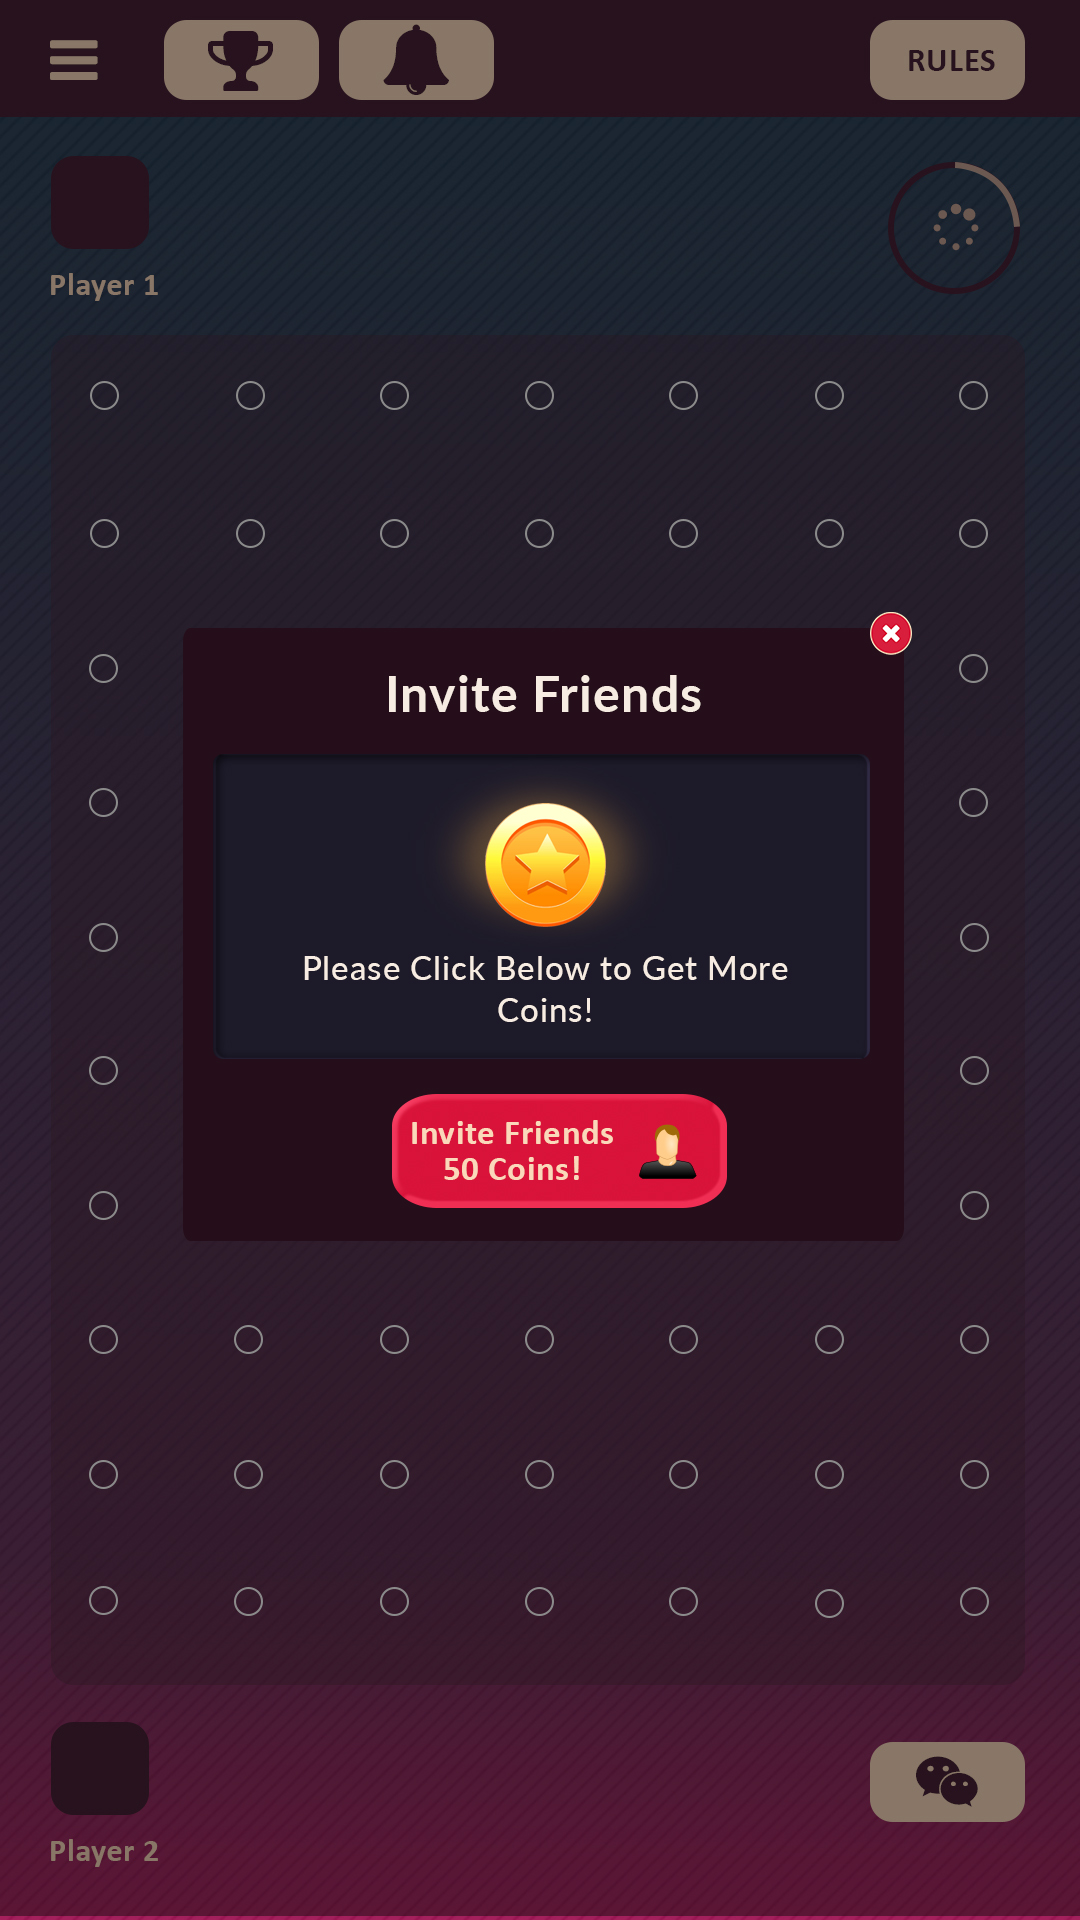 RULES
Player 1
Invite Friends
Please Click Below to Get More
Coins!
Invite Friends
50 Coins!
Player 2